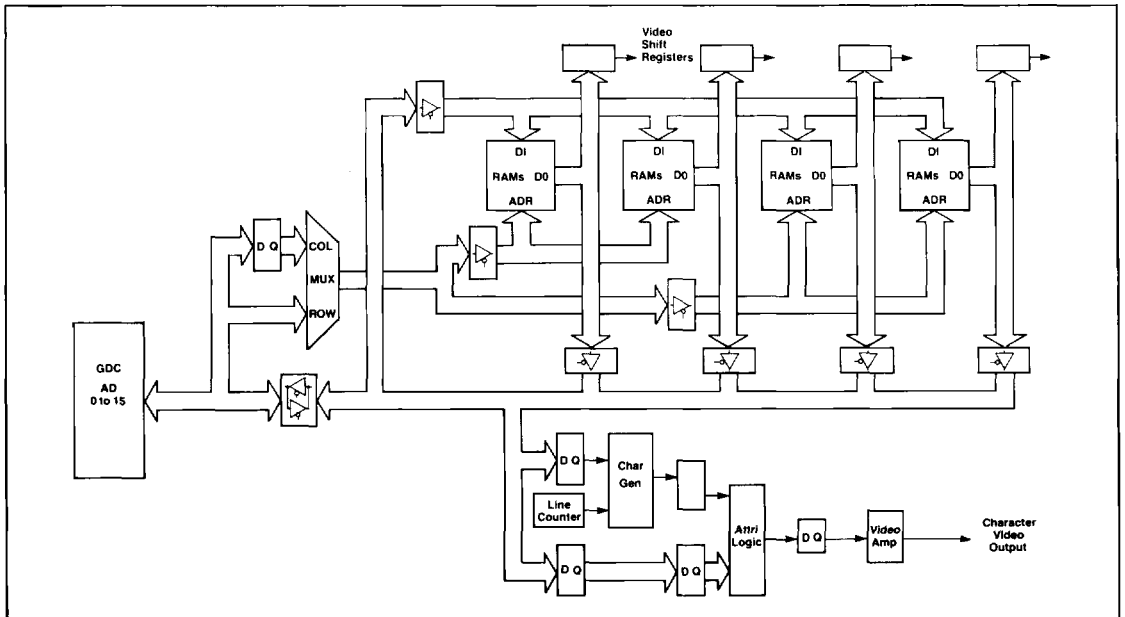 Video
Shift
Registers
DI
RAMs D0
ADR
DI
RAMs D0
ADR
DI
RAMs D0
ADR
DI
RAMs D0
ADR
D Q
COL
MUX
ROW
GDC
AD
0 to 15
D Q
Char
Gen
Line
Counter
Attri
Logic
D Q
Video
Amp
Character
Video
Output
D Q
D Q